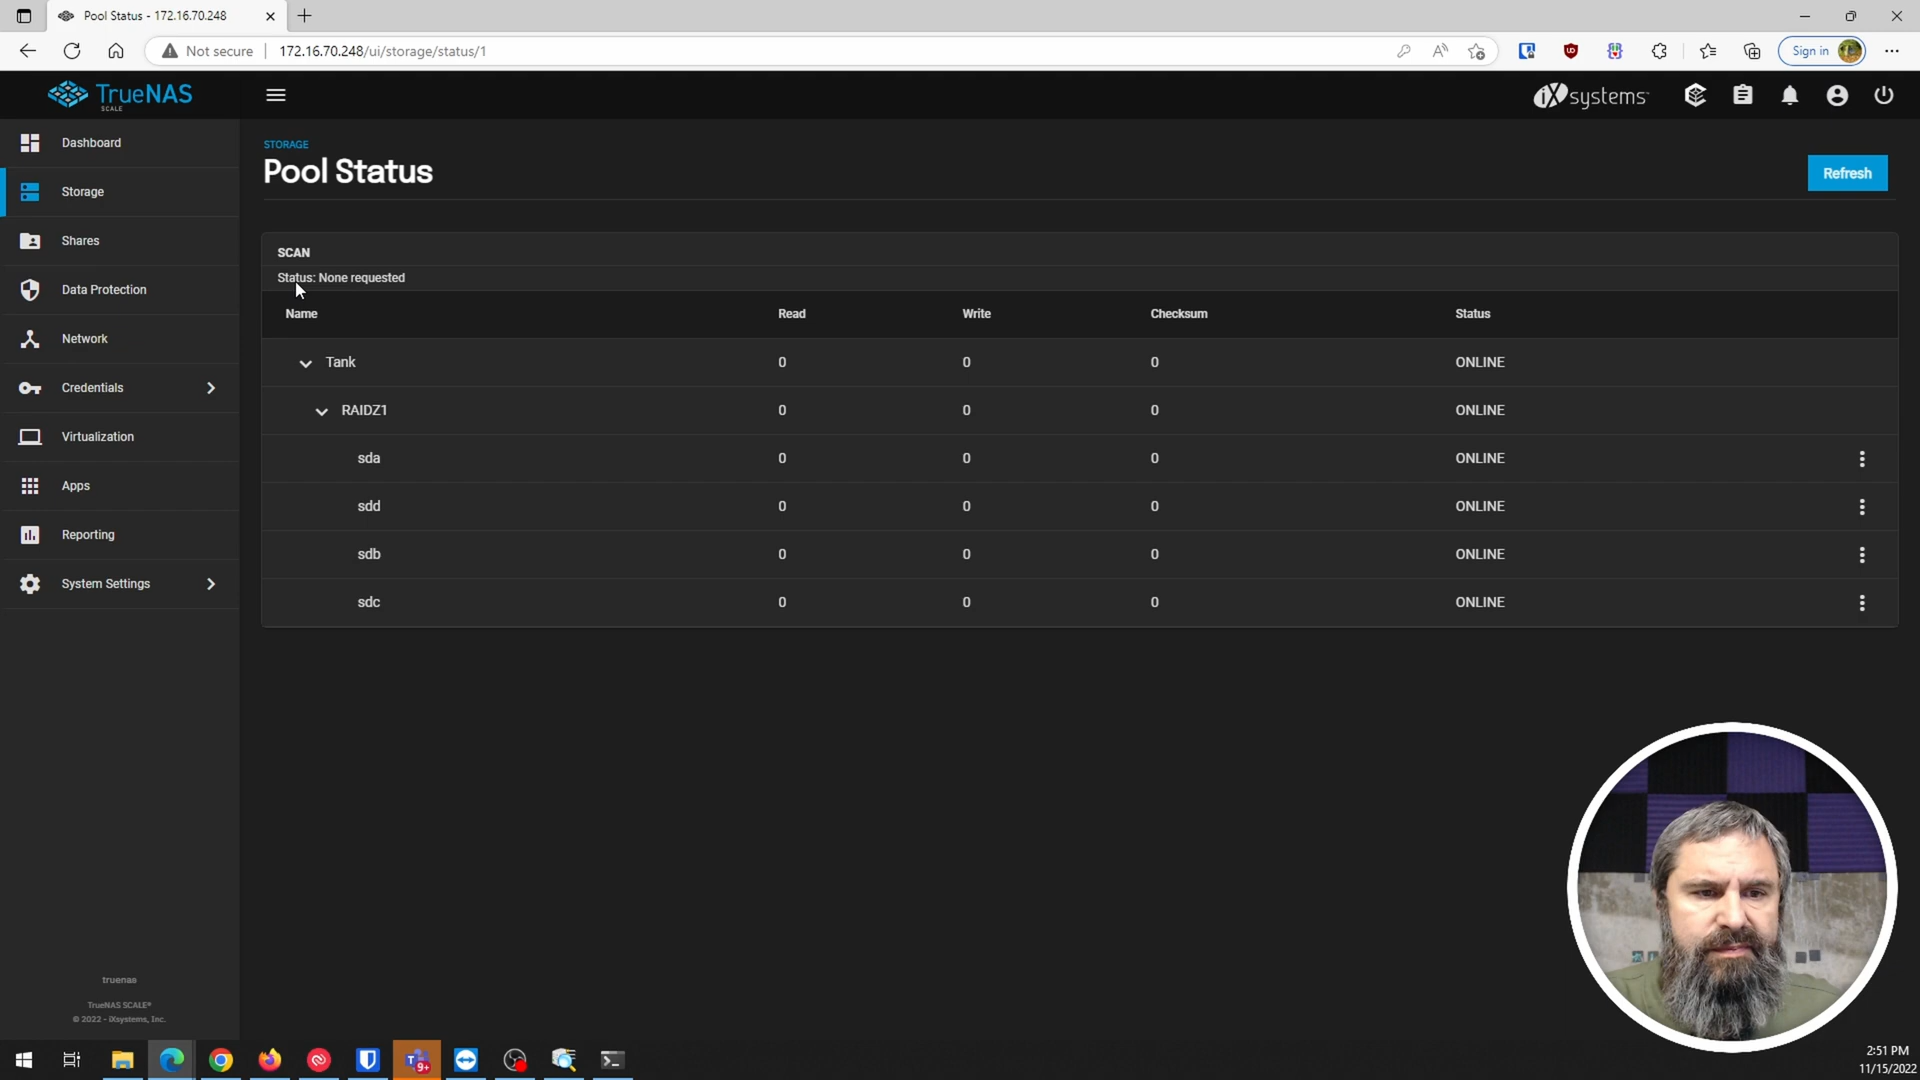 Pool Status - 172.16.70.248
Not secure
172.16.70.248/ui/storage/status/1
Sign in
TrueNAS
SCALE
iXsystems
Dashboard
Storage
Shares
Data Protection
Network
Credentials
Virtualization
Apps
Reporting
System Settings
truenas
TrueNAS SCALE®
© 2022 - iXsystems, Inc.
STORAGE
Pool Status
Refresh
SCAN
Status: None requested
Name Read Write Checksum Status
Tank 0 0 0 ONLINE
RAIDZ1 0 0 0 ONLINE
sda 0 0 0 ONLINE
sdd 0 0 0 ONLINE
sdb 0 0 0 ONLINE
sdc 0 0 0 ONLINE
9+
2:51 PM
11/15/2022